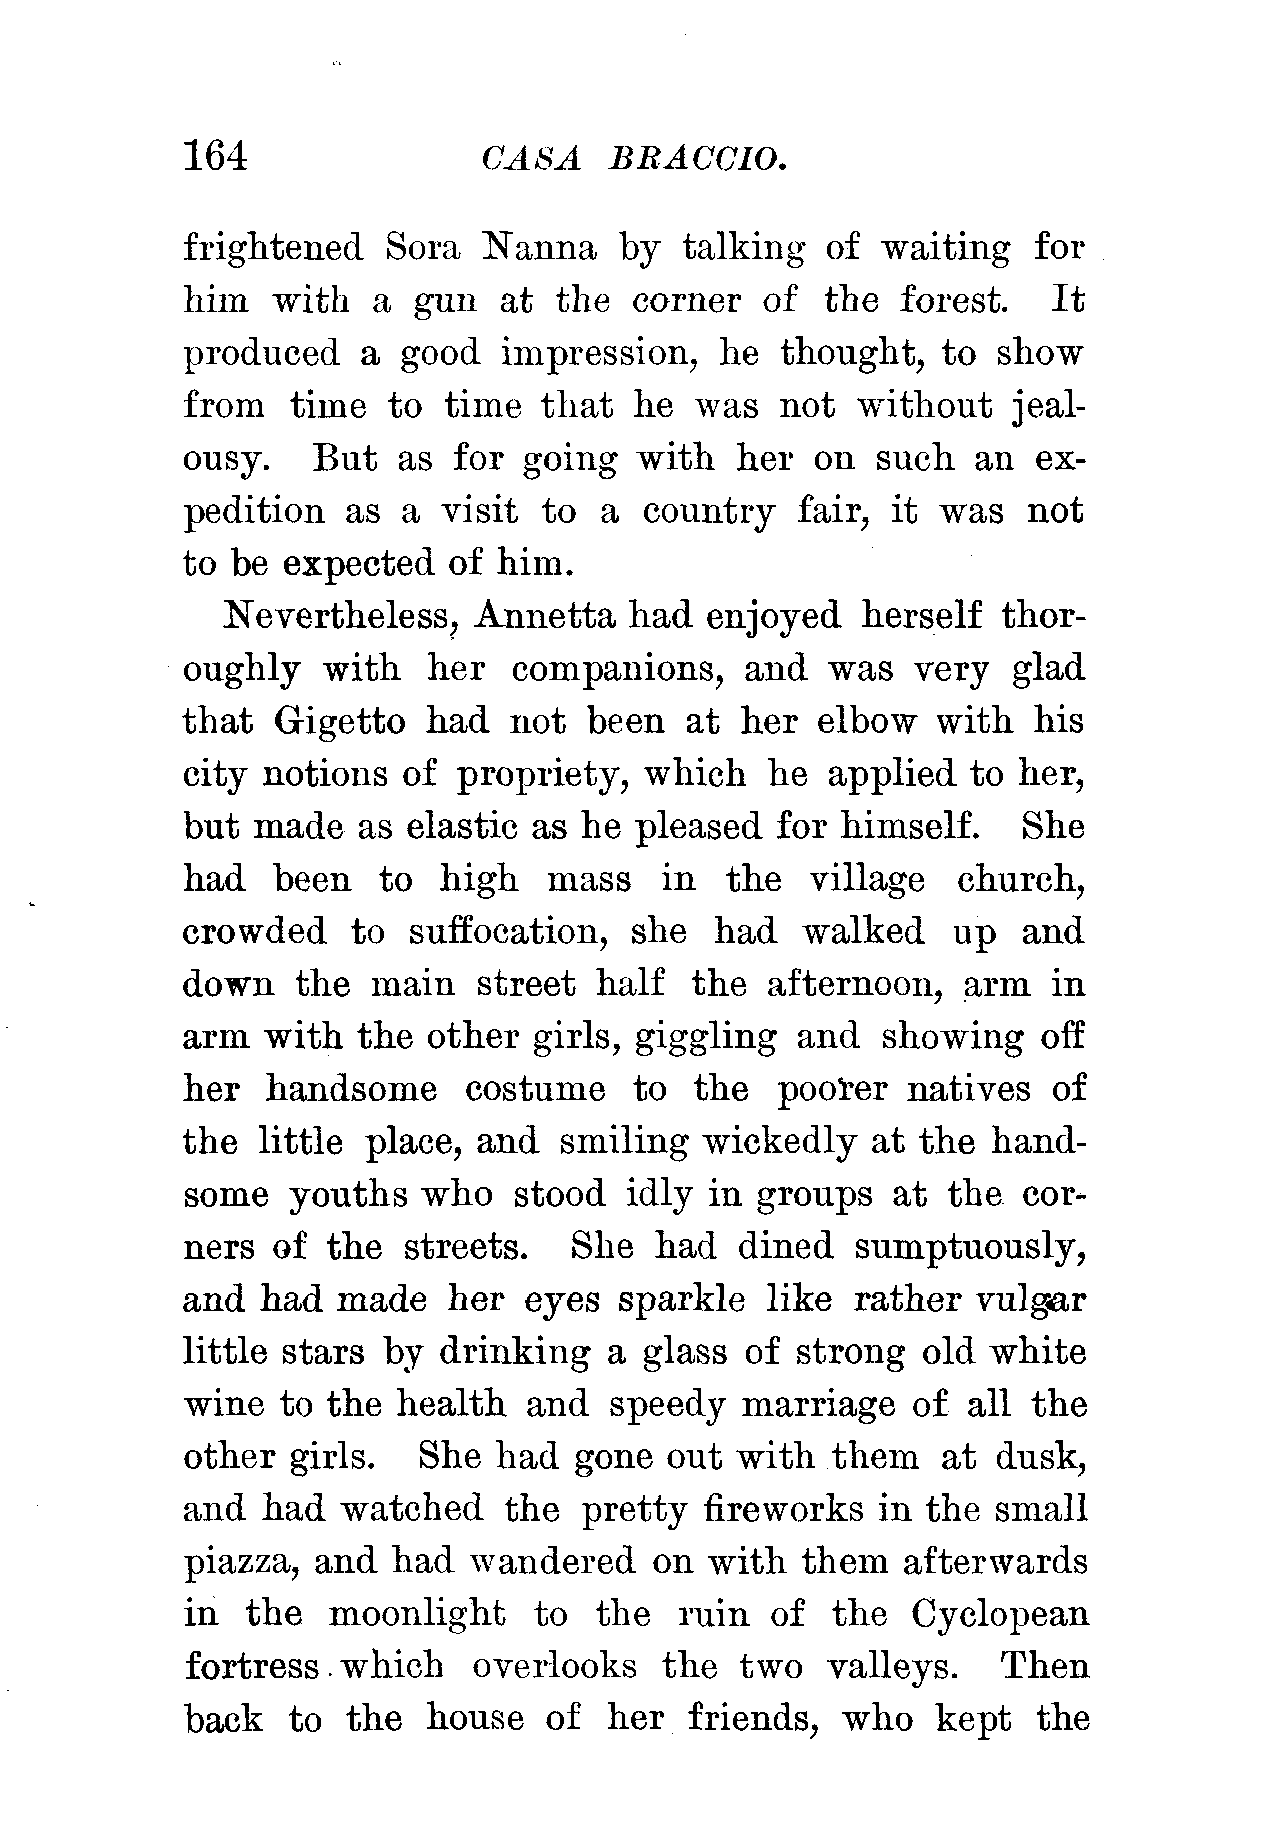 164 CASA BRACCIO.
frightened Sora Nanna by talking of waiting for
him with a gun at the corner of the forest. It
produced a good impression, he thought, to show
from time to time that he was not without jeal-
ousy. But as for going with her on such an ex-
pedition as a visit to a country fair, it was not
to be expected of him.
Nevertheless, Annetta had enjoyed herself thor-
oughly with her companions, and was very glad
that Gigetto had not been at her elbow with his
city notions of propriety, which he applied to her,
but made as elastic as he pleased for himself. She
had been to high mass in the village church,
crowded to suffocation, she had walked up and
down the main street half the afternoon, arm in
arm with the other girls, giggling and showing off
her handsome costume to the poorer natives of
the little place, and smiling wickedly at the hand-
some youths who stood idly in groups at the cor-
ners of the streets. She had dined sumptuously,
and had made her eyes sparkle like rather vulgar
little stars by drinking a glass of strong old white
wine to the health and speedy marriage of all the
other girls. She had gone out with them at dusk,
and had watched the pretty fireworks in the small
piazza, and had wandered on with them afterwards
in the moonlight to the ruin of the Cyclopean
fortress which overlooks the two valleys. Then
back to the house of her friends, who kept the